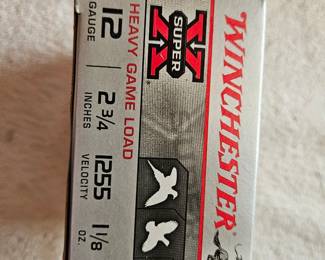 WINCHESTER
SUPER X
HEAVY GAME LOAD
12 2 3/4 1255 1 1/8
GAUGE INCHES VELOCITY OZ.